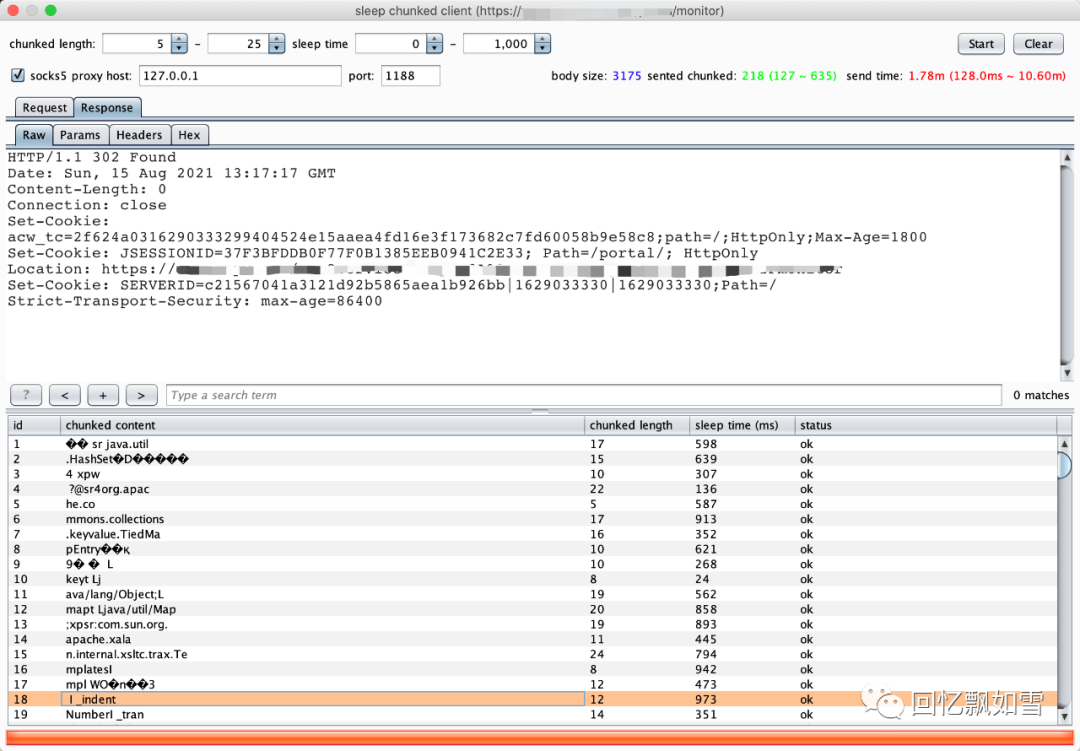 sleep chunked client (https:// /monitor)
chunked length: 5 – 25 sleep time 0 – 1,000 Start Clear
socks5 proxy host: 127.0.0.1 port: 1188 body size: 3175 sented chunked: 218 (127 ~ 635) send time: 1.78m (128.0ms ~ 10.60m)
Request Response
Raw Params Headers Hex
HTTP/1.1 302 Found
Date: Sun, 15 Aug 2021 13:17:17 GMT
Content-Length: 0
Connection: close
Set-Cookie:
acw_tc=2f624a0316290333299404524e15aaea4fd16e3f173682c7fd60058b9e58c8;path=/;HttpOnly;Max-Age=1800
Set-Cookie: JSESSIONID=37F3BFDDB0F77F0B1385EEB0941C2E33; Path=/portal/; HttpOnly
Location: https://
Set-Cookie: SERVERID=c21567041a3121d92b5865aea1b926bb|1629033330|1629033330;Path=/
Strict-Transport-Security: max-age=86400
? < + > Type a search term 0 matches
id chunked content chunked length sleep time (ms) status
1 �� sr java.util 17 598 ok
2 .HashSet�D����� 15 639 ok
3 4 xpw 10 307 ok
4 ?@sr4org.apac 22 136 ok
5 he.co 5 587 ok
6 mmons.collections 17 913 ok
7 .keyvalue.TiedMa 16 352 ok
8 pEntry��қ 10 621 ok
9 9� � L 10 268 ok
10 keyt Lj 8 24 ok
11 ava/lang/Object;L 19 562 ok
12 mapt Ljava/util/Map 20 858 ok
13 ;xpsr:com.sun.org. 19 893 ok
14 apache.xala 11 445 ok
15 n.internal.xsltc.trax.Te 24 794 ok
16 mplatesI 8 942 ok
17 mpl WO�n��3 12 473 ok
18 I _indent 12 973 ok
19 NumberI _tran 14 351 ok
回忆飘如雪